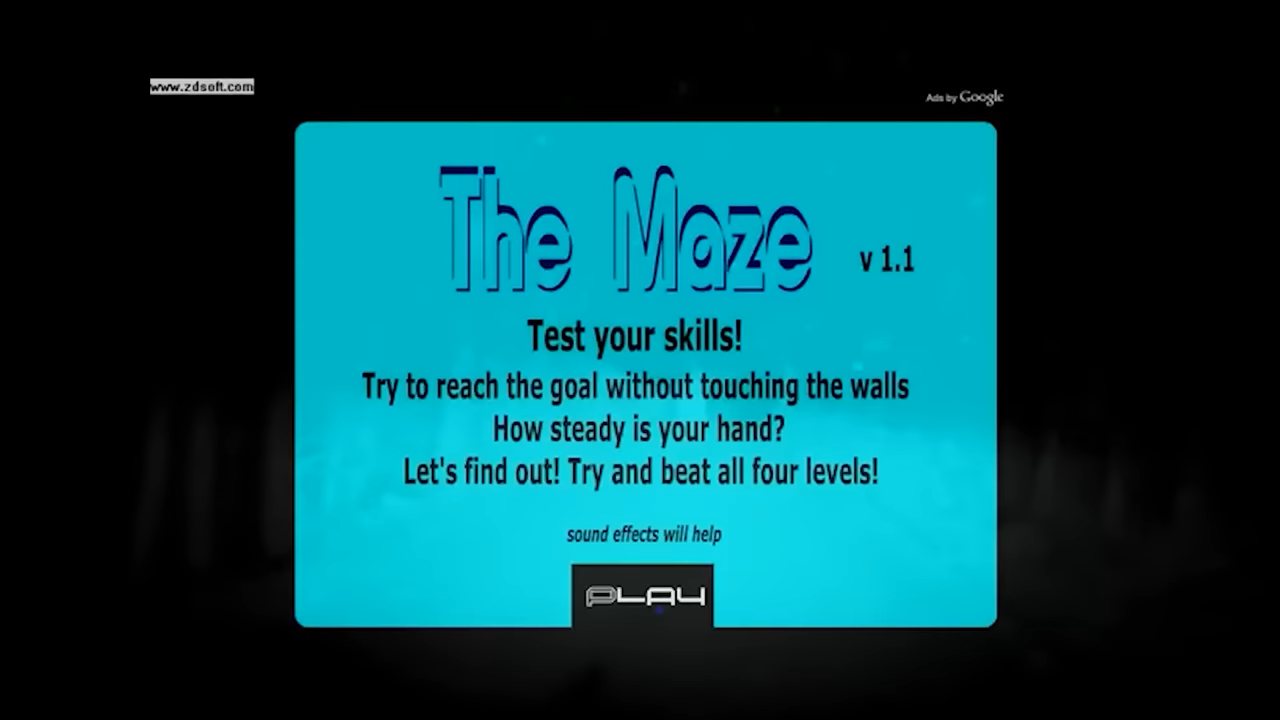 www.zdsoft.com
Ads by Google
The Maze
v 1.1
Test your skills!
Try to reach the goal without touching the walls
How steady is your hand?
Let's find out! Try and beat all four levels!
sound effects will help
PLAY